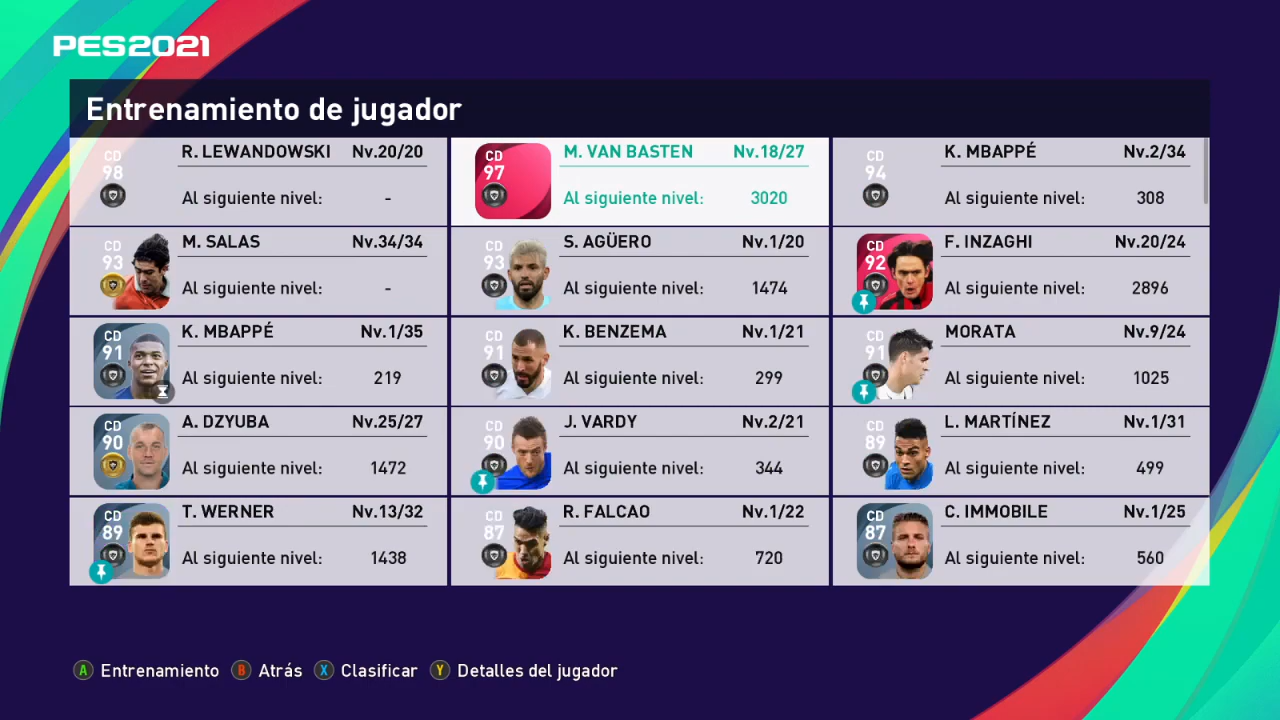 PES2021
Entrenamiento de jugador
CD 98 R. LEWANDOWSKI Nv.20/20
Al siguiente nivel: -
CD 97 M. VAN BASTEN Nv.18/27
Al siguiente nivel: 3020
CD 94 K. MBAPPÉ Nv.2/34
Al siguiente nivel: 308
CD 93 M. SALAS Nv.34/34
Al siguiente nivel: -
CD 93 S. AGÜERO Nv.1/20
Al siguiente nivel: 1474
CD 92 F. INZAGHI Nv.20/24
Al siguiente nivel: 2896
CD 91 K. MBAPPÉ Nv.1/35
Al siguiente nivel: 219
CD 91 K. BENZEMA Nv.1/21
Al siguiente nivel: 299
CD 91 MORATA Nv.9/24
Al siguiente nivel: 1025
CD 90 A. DZYUBA Nv.25/27
Al siguiente nivel: 1472
CD 90 J. VARDY Nv.2/21
Al siguiente nivel: 344
CD 89 L. MARTÍNEZ Nv.1/31
Al siguiente nivel: 499
CD 89 T. WERNER Nv.13/32
Al siguiente nivel: 1438
CD 87 R. FALCAO Nv.1/22
Al siguiente nivel: 720
CD 87 C. IMMOBILE Nv.1/25
Al siguiente nivel: 560
A Entrenamiento B Atrás X Clasificar Y Detalles del jugador